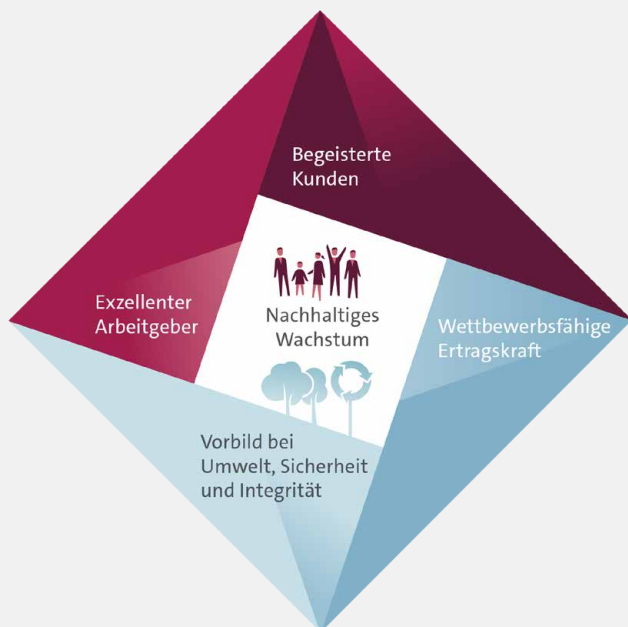 Begeisterte
Kunden
Exzellenter
Arbeitgeber
Nachhaltiges
Wachstum
Wettbewerbsfähige
Ertragskraft
Vorbild bei
Umwelt, Sicherheit
und Integrität